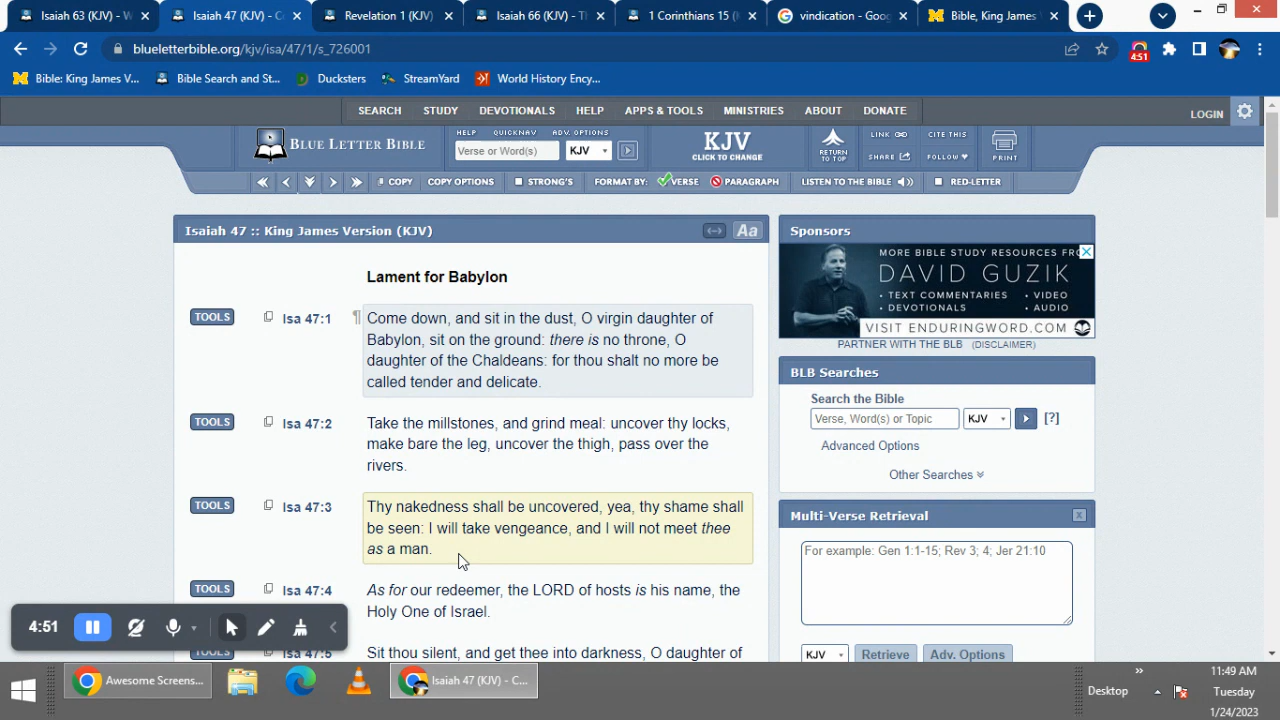 Isaiah 63 (KJV) - W
Isaiah 47 (KJV) - C
Revelation 1 (KJV)
Isaiah 66 (KJV) - Th
1 Corinthians 15 (
vindication - Goog
Bible, King James V
blueletterbible.org/kjv/isa/47/1/s_726001
4:51
Bible: King James V...
Bible Search and St...
Ducksters
StreamYard
World History Ency...
SEARCH STUDY DEVOTIONALS HELP APPS & TOOLS MINISTRIES ABOUT DONATE
LOGIN
BLUE LETTER BIBLE
HELP QUICKNAV ADV. OPTIONS
Verse or Word(s) KJV
KJV
CLICK TO CHANGE
RETURN TO TOP
LINK
SHARE
CITE THIS
FOLLOW
PRINT
COPY COPY OPTIONS STRONG'S FORMAT BY: VERSE PARAGRAPH LISTEN TO THE BIBLE RED-LETTER
Isaiah 47 :: King James Version (KJV)
Aa
Lament for Babylon
TOOLS Isa 47:1 ¶ Come down, and sit in the dust, O virgin daughter of
Babylon, sit on the ground: there is no throne, O
daughter of the Chaldeans: for thou shalt no more be
called tender and delicate.
TOOLS Isa 47:2 Take the millstones, and grind meal: uncover thy locks,
make bare the leg, uncover the thigh, pass over the
rivers.
TOOLS Isa 47:3 Thy nakedness shall be uncovered, yea, thy shame shall
be seen: I will take vengeance, and I will not meet thee
as a man.
TOOLS Isa 47:4 As for our redeemer, the LORD of hosts is his name, the
Holy One of Israel.
TOOLS Isa 47:5 Sit thou silent, and get thee into darkness, O daughter of
Sponsors
MORE BIBLE STUDY RESOURCES FR
DAVID GUZIK
• TEXT COMMENTARIES • VIDEO
• DEVOTIONALS • AUDIO
VISIT ENDURINGWORD.COM
PARTNER WITH THE BLB (DISCLAIMER)
BLB Searches
Search the Bible
Verse, Word(s) or Topic KJV [?]
Advanced Options
Other Searches
Multi-Verse Retrieval
For example: Gen 1:1-15; Rev 3; 4; Jer 21:10
KJV Retrieve Adv. Options
4:51
Awesome Screens...
Isaiah 47 (KJV) - C...
Desktop
11:49 AM
Tuesday
1/24/2023